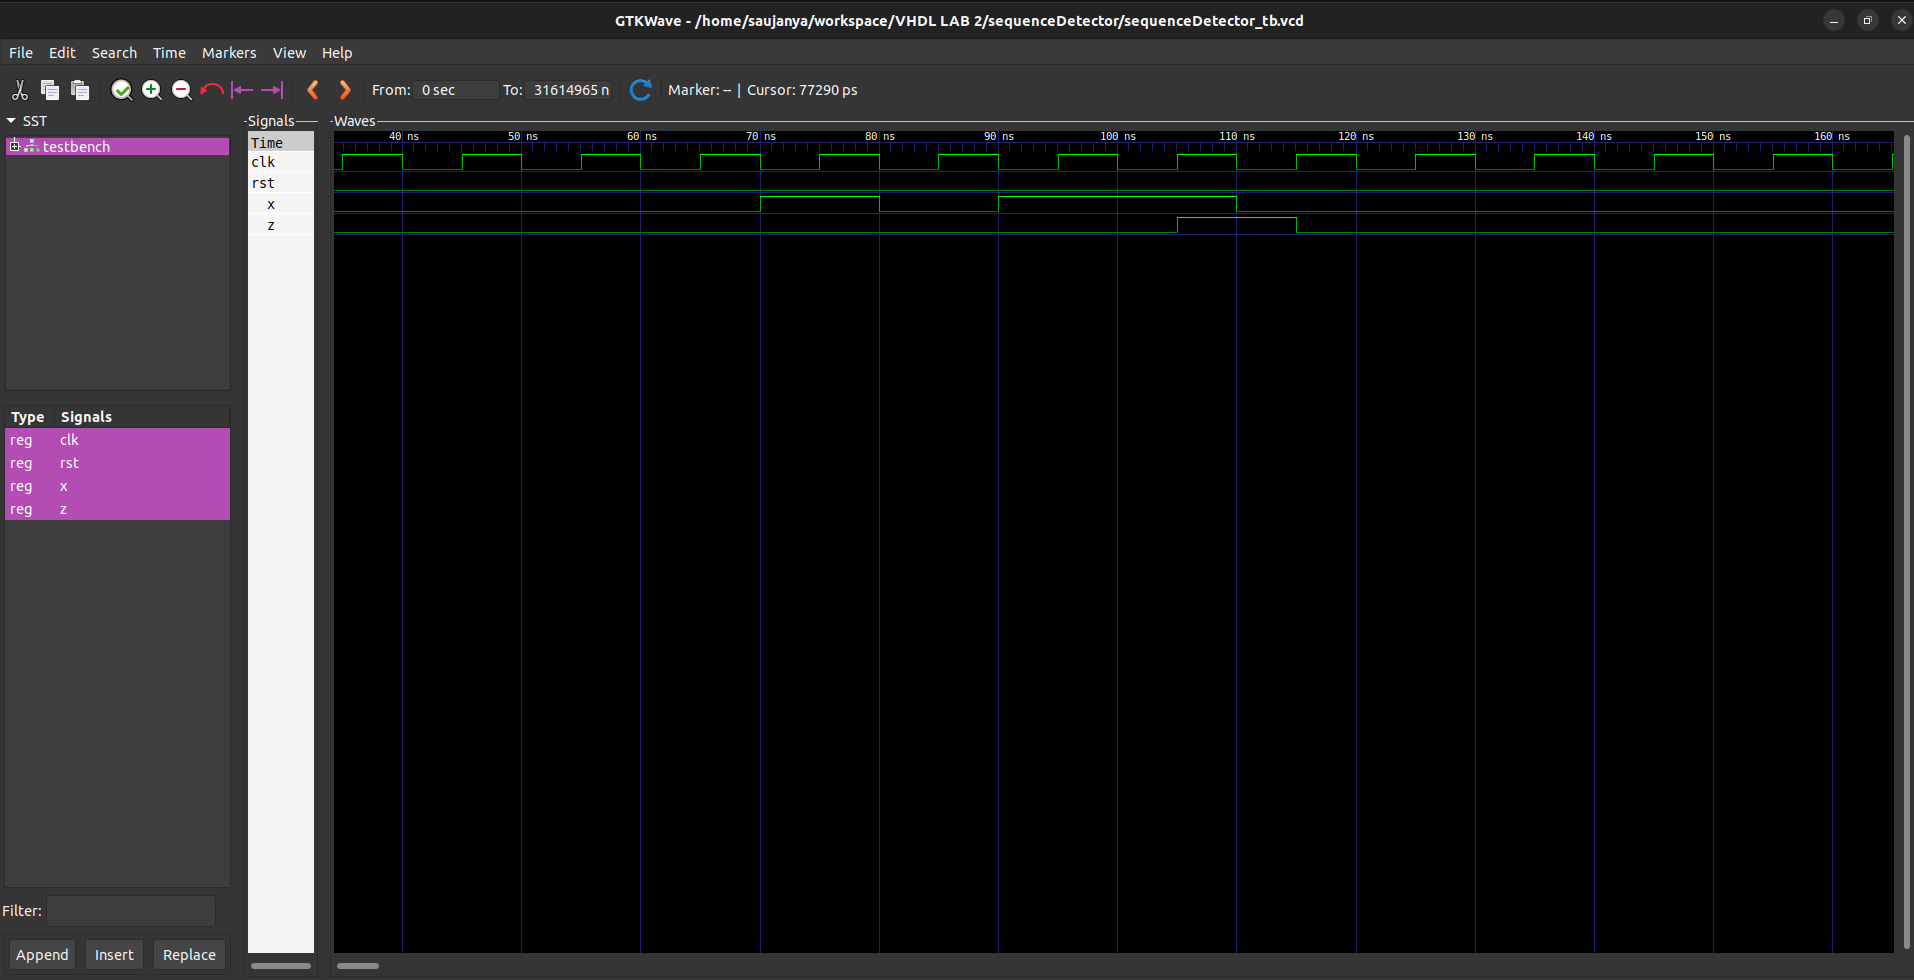 GTKWave - /home/saujanya/workspace/VHDL LAB 2/sequenceDetector/sequenceDetector_tb.vcd
File Edit Search Time Markers View Help
From: 0 sec To: 31614965 n Marker: -- | Cursor: 77290 ps
SST
testbench
Type Signals
reg clk
reg rst
reg x
reg z
Filter:
Append Insert Replace
Signals
Time
clk
rst
x
z
Waves
40 ns 50 ns 60 ns 70 ns 80 ns 90 ns 100 ns 110 ns 120 ns 130 ns 140 ns 150 ns 160 ns